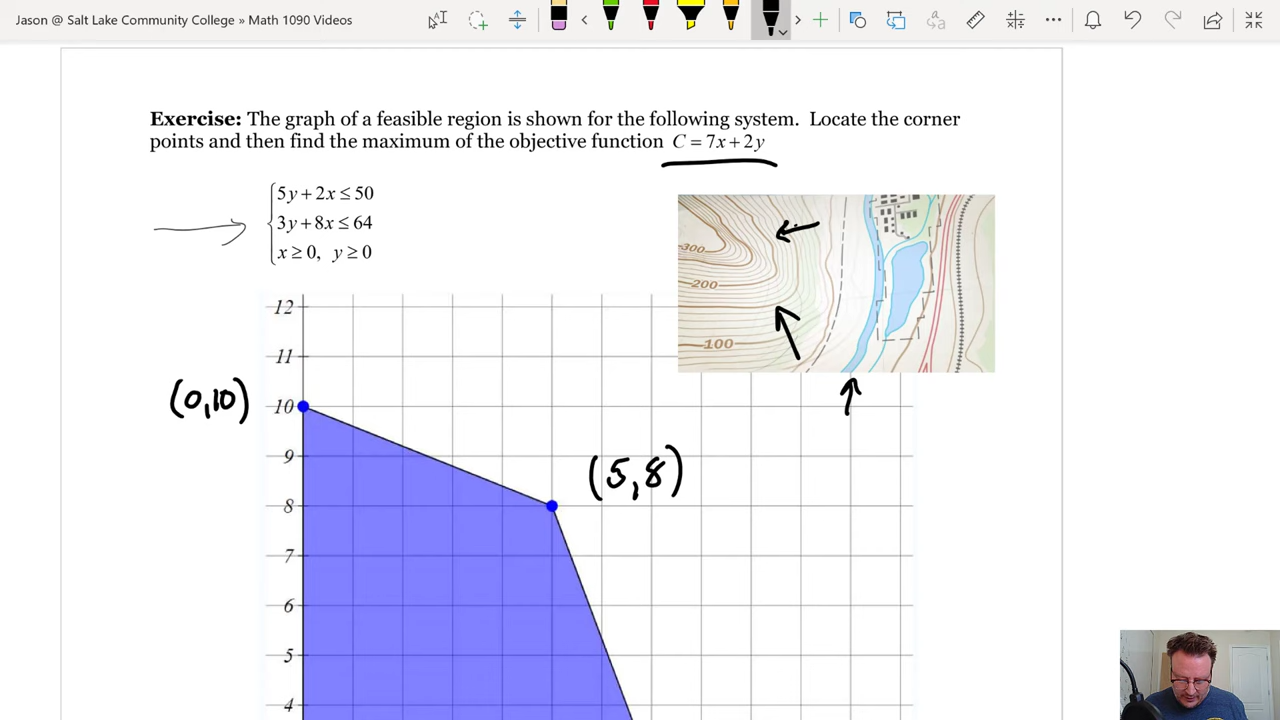 Jason @ Salt Lake Community College » Math 1090 Videos
Exercise: The graph of a feasible region is shown for the following system. Locate the corner
points and then find the maximum of the objective function C = 7x + 2y
5y + 2x ≤ 50
3y + 8x ≤ 64
x ≥ 0, y ≥ 0
300
200
100
12
11
(0,10) 10
9
(5,8)
8
7
6
5
4